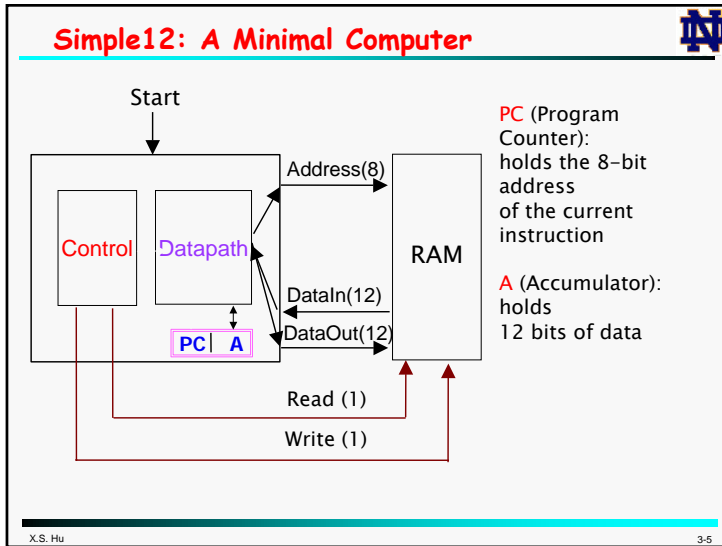 Simple12: A Minimal Computer
ND
Start
Control
Datapath
PC
A
Address(8)
DataIn(12)
DataOut(12)
RAM
Read (1)
Write (1)
PC (Program
Counter):
holds the 8-bit
address
of the current
instruction
A (Accumulator):
holds
12 bits of data
X.S. Hu
3-5